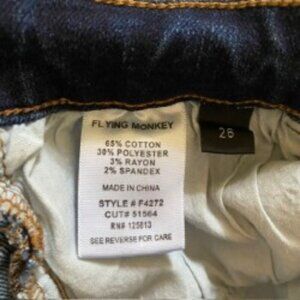 FLYING MONKEY
65% COTTON
30% POLYESTER
3% RAYON
2% SPANDEX
MADE IN CHINA
STYLE # F4272
CUT# 51564
RN# 125813
SEE REVERSE FOR CARE
26